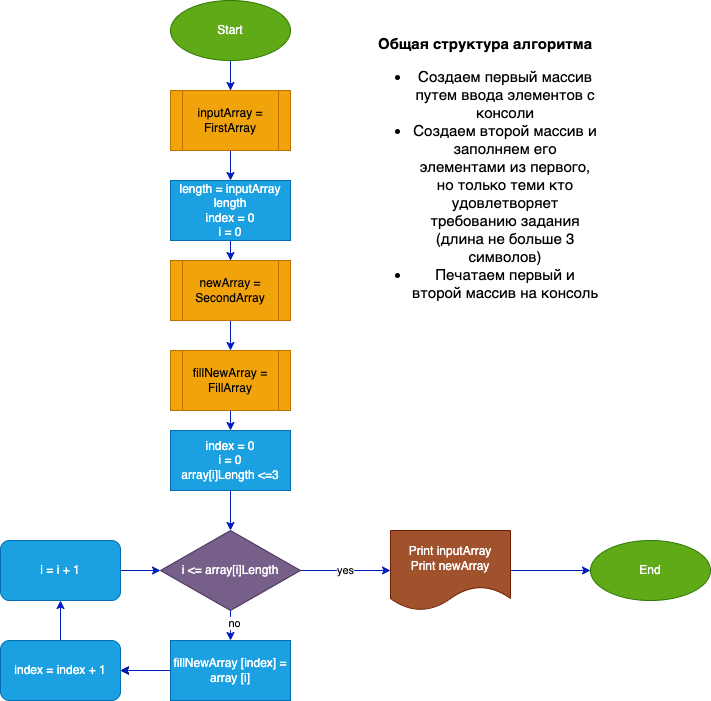 Start
Общая структура алгоритма
Создаем первый массив
путем ввода элементов с
консоли
Создаем второй массив и
заполняем его
элементами из первого,
но только теми кто
удовлетворяет
требованию задания
(длина не больше 3
символов)
Печатаем первый и
второй массив на консоль
inputArray =
FirstArray
length = inputArray
length
index = 0
i = 0
newArray =
SecondArray
fillNewArray =
FillArray
index = 0
i = 0
array[i]Length <=3
i = i + 1
i <= array[i]Length
yes
Print inputArray
Print newArray
End
no
index = index + 1
fillNewArray [index] =
array [i]